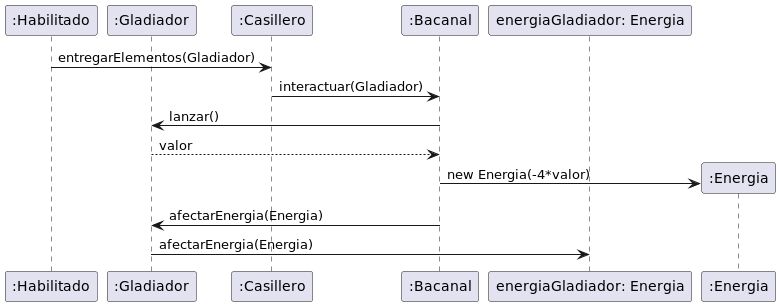 :Habilitado
:Gladiador
:Casillero
:Bacanal
energiaGladiador: Energia
entregarElementos(Gladiador)
interactuar(Gladiador)
lanzar()
valor
:Energia
new Energia(-4*valor)
afectarEnergia(Energia)
afectarEnergia(Energia)
:Habilitado
:Gladiador
:Casillero
:Bacanal
energiaGladiador: Energia
:Energia